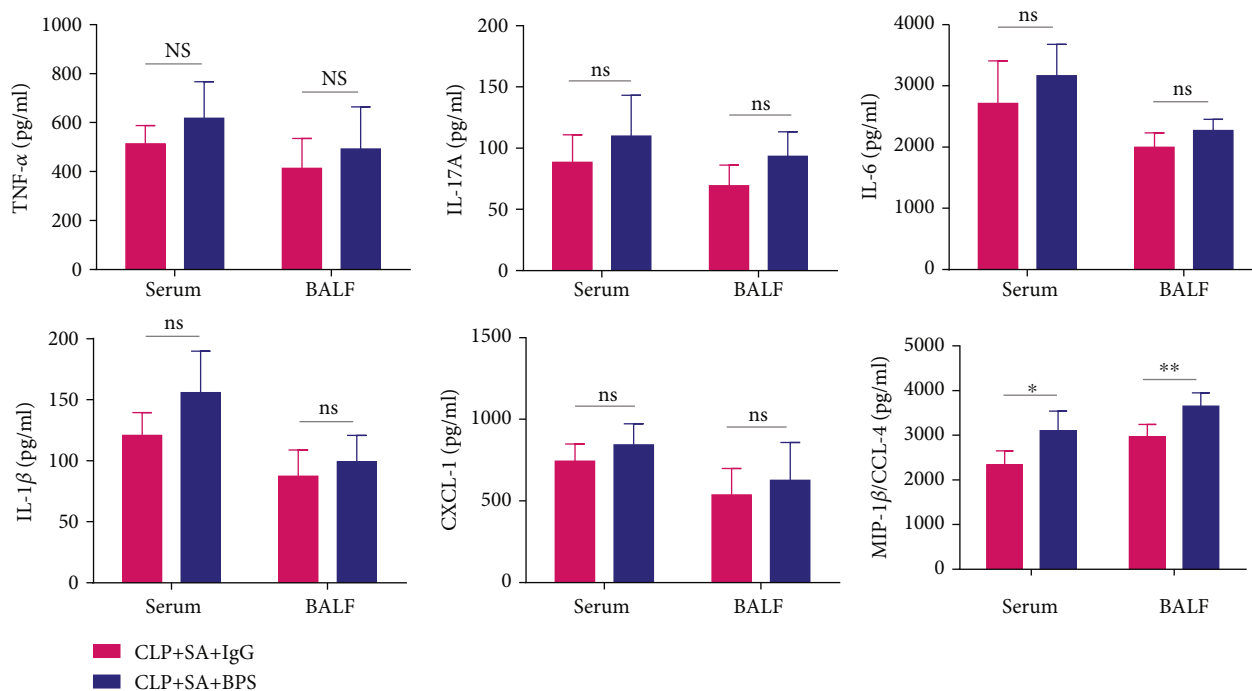 TNF-α (pg/ml)
1000
800
600
400
200
0
NS
NS
Serum
BALF
IL-17A (pg/ml)
200
150
100
50
0
ns
ns
Serum
BALF
IL-6 (pg/ml)
4000
3000
2000
1000
0
ns
ns
Serum
BALF
IL-1β (pg/ml)
200
150
100
50
0
ns
ns
Serum
BALF
CXCL-1 (pg/ml)
1500
1000
500
0
ns
ns
Serum
BALF
MIP-1β/CCL-4 (pg/ml)
5000
4000
3000
2000
1000
0
*
**
Serum
BALF
CLP+SA+IgG
CLP+SA+BPS